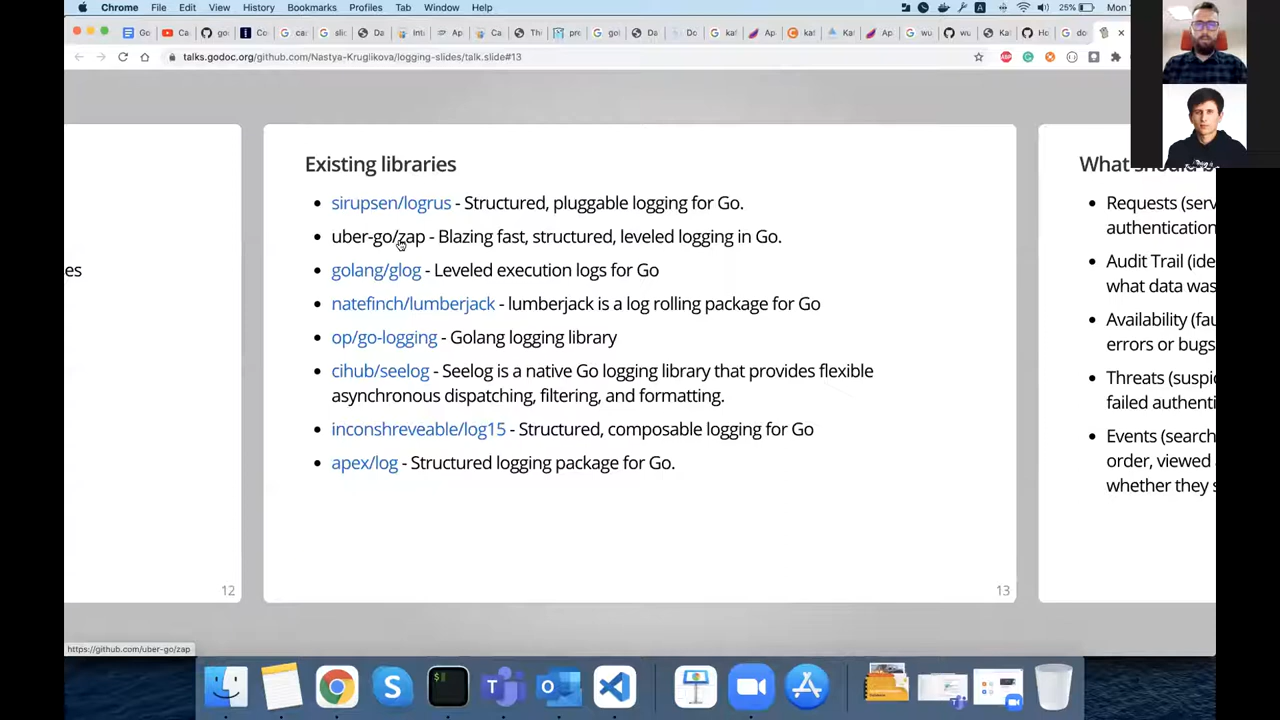 Chrome File Edit View History Bookmarks Profiles Tab Window Help 25% Mon
talks.godoc.org/github.com/Nastya-Kruglikova/logging-slides/talk.slide#13
es
12
Existing libraries
sirupsen/logrus - Structured, pluggable logging for Go.
uber-go/zap - Blazing fast, structured, leveled logging in Go.
golang/glog - Leveled execution logs for Go
natefinch/lumberjack - lumberjack is a log rolling package for Go
op/go-logging - Golang logging library
cihub/seelog - Seelog is a native Go logging library that provides flexible
asynchronous dispatching, filtering, and formatting.
inconshreveable/log15 - Structured, composable logging for Go
apex/log - Structured logging package for Go.
13
What should b
Requests (serv
authentication
Audit Trail (ide
what data was
Availability (fau
errors or bugs
Threats (suspic
failed authenti
Events (search
order, viewed
whether they s
https://github.com/uber-go/zap